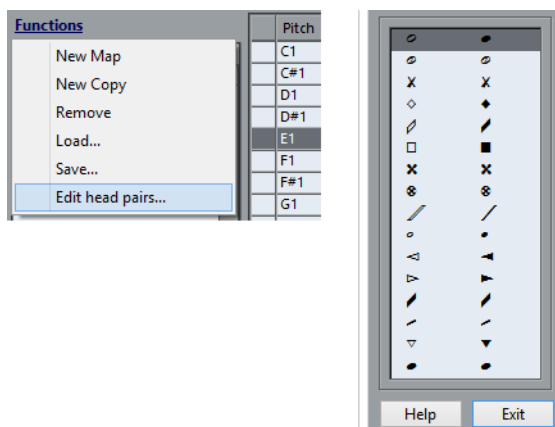 Functions
New Map
New Copy
Remove
Load...
Save...
Edit head pairs...
Pitch
C1
C#1
D1
D#1
E1
F1
F#1
G1
Help
Exit